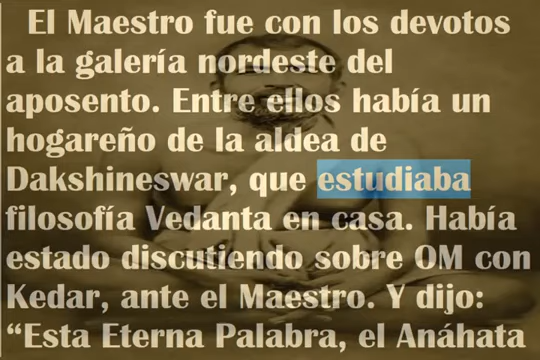 El Maestro fue con los devotos
a la galería nordeste del
aposento. Entre ellos había un
hogareño de la aldea de
Dakshineswar, que estudiaba
filosofía Vedanta en casa. Había
estado discutiendo sobre OM con
Kedar, ante el Maestro. Y dijo:
“Esta Eterna Palabra, el Anáhata